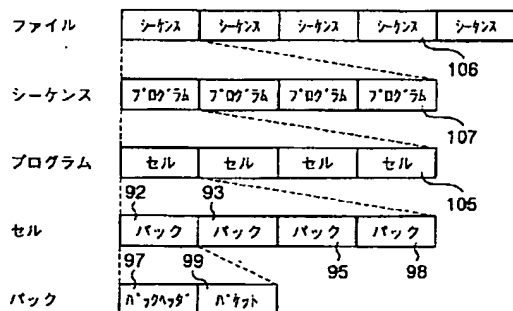 ファイル シーケンス シーケンス シーケンス シーケンス シーケンス
106
シーケンス プログラム プログラム プログラム プログラム
107
プログラム セル セル セル セル
105
92 93
セル パック パック パック パック
97 99 95 98
パック パックヘッダ パケット